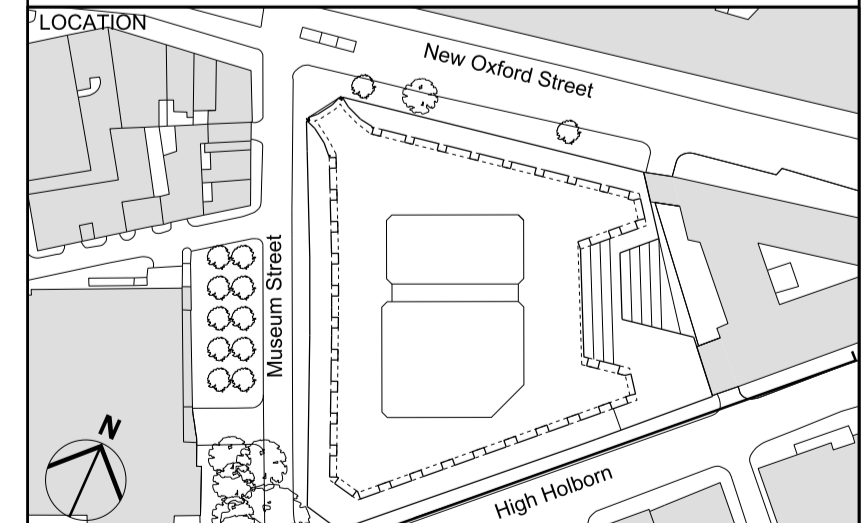 LOCATION
New Oxford Street
Museum Street
N
High Holborn